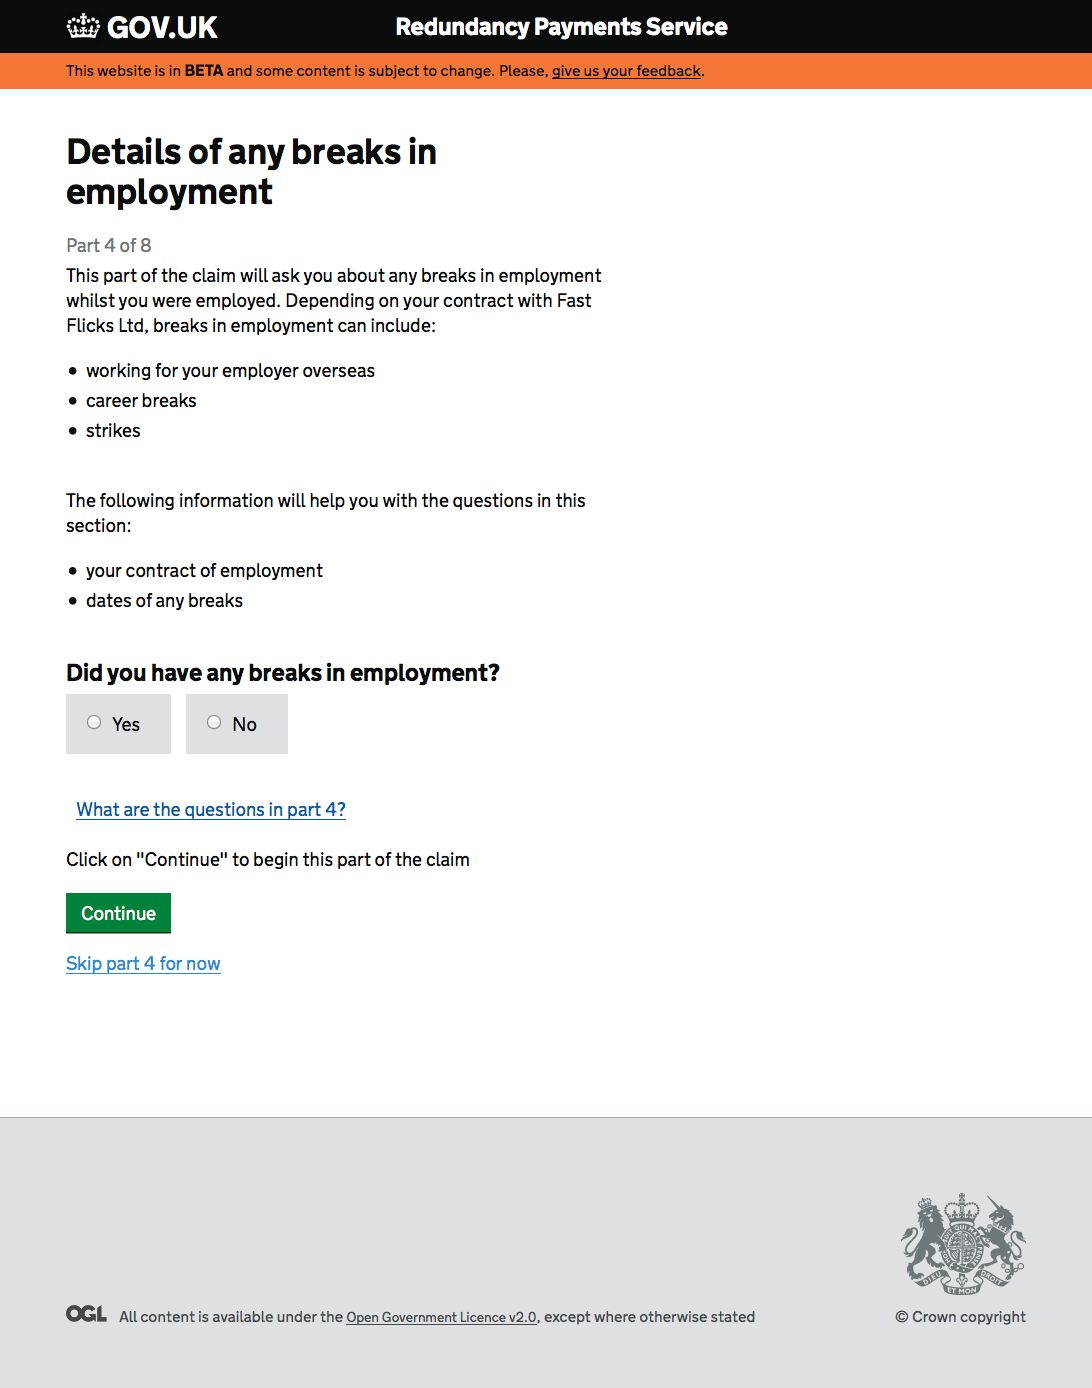 GOV.UK
Redundancy Payments Service
This website is in BETA and some content is subject to change. Please, give us your feedback.
Details of any breaks in
employment
Part 4 of 8
This part of the claim will ask you about any breaks in employment
whilst you were employed. Depending on your contract with Fast
Flicks Ltd, breaks in employment can include:
• working for your employer overseas
• career breaks
• strikes
The following information will help you with the questions in this
section:
• your contract of employment
• dates of any breaks
Did you have any breaks in employment?
Yes No
What are the questions in part 4?
Click on "Continue" to begin this part of the claim
Continue
Skip part 4 for now
DIEU ET MON DROIT
OGL All content is available under the Open Government Licence v2.0, except where otherwise stated
© Crown copyright